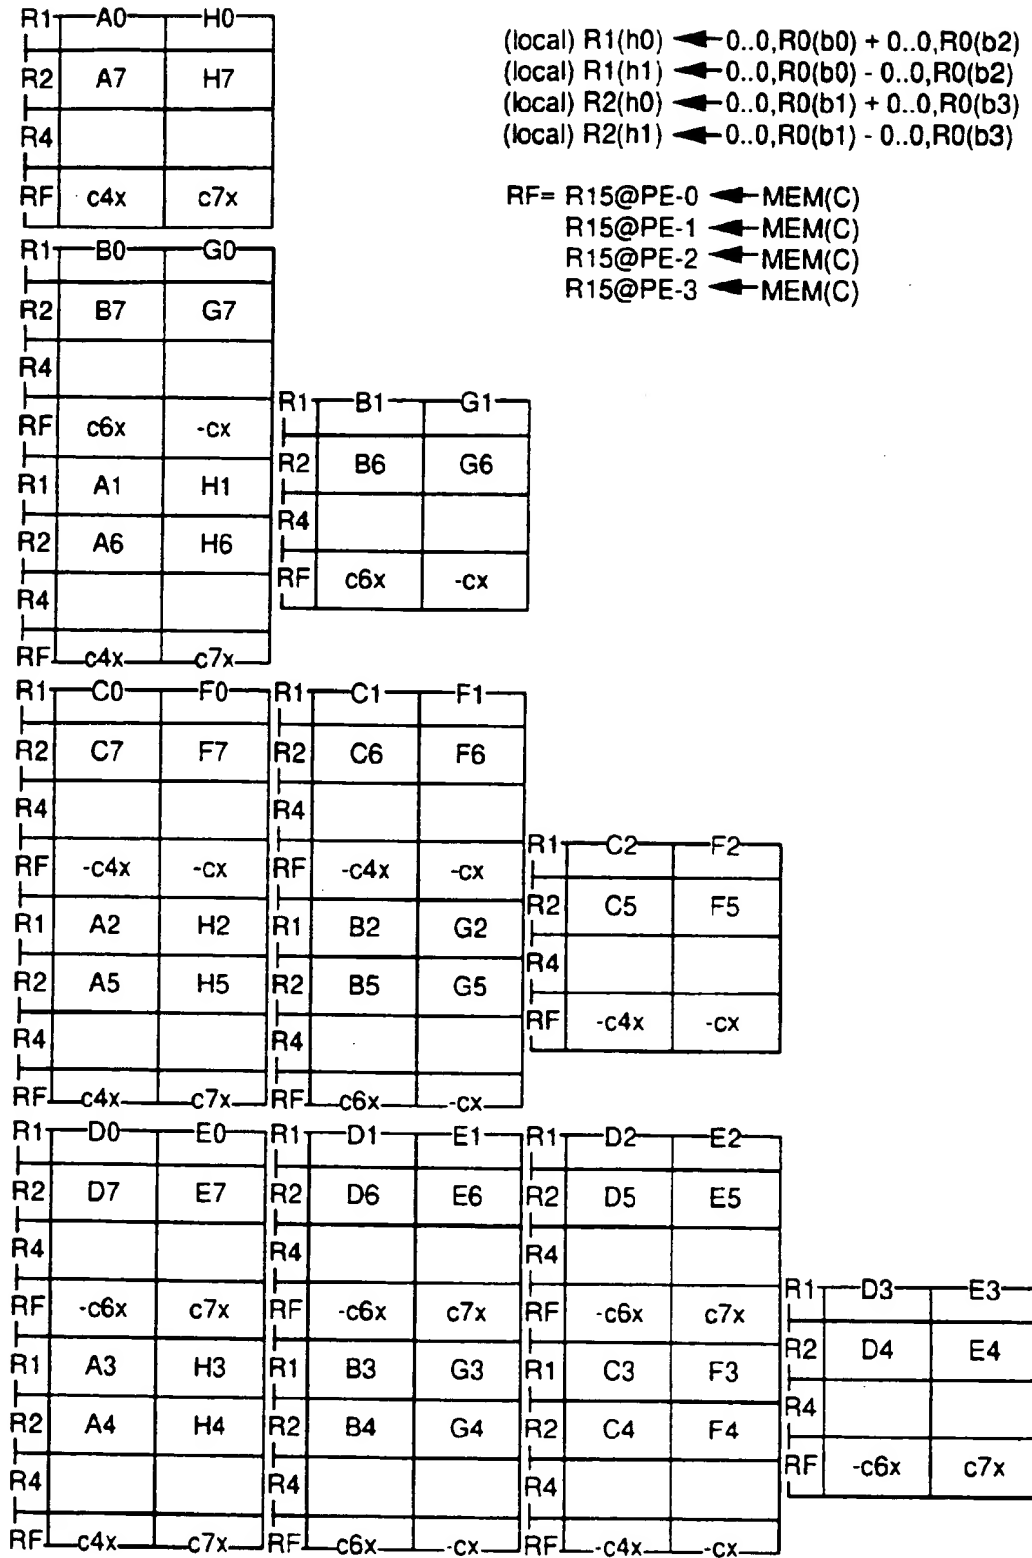 R1 A0 H0
R2 A7 H7
R4
RF c4x c7x
(local) R1(h0) ← 0..0,R0(b0) + 0..0,R0(b2)
(local) R1(h1) ← 0..0,R0(b0) - 0..0,R0(b2)
(local) R2(h0) ← 0..0,R0(b1) + 0..0,R0(b3)
(local) R2(h1) ← 0..0,R0(b1) - 0..0,R0(b3)
RF= R15@PE-0 ← MEM(C)
R15@PE-1 ← MEM(C)
R15@PE-2 ← MEM(C)
R15@PE-3 ← MEM(C)
R1 B0 G0
R2 B7 G7
R4
RF c6x -cx
R1 A1 H1
R2 A6 H6
R4
RF c4x c7x
R1 B1 G1
R2 B6 G6
R4
RF c6x -cx
R1 C0 F0
R2 C7 F7
R4
RF -c4x -cx
R1 A2 H2
R2 A5 H5
R4
RF c4x c7x
R1 C1 F1
R2 C6 F6
R4
RF -c4x -cx
R1 B2 G2
R2 B5 G5
R4
RF c6x -cx
R1 C2 F2
R2 C5 F5
R4
RF -c4x -cx
R1 D0 E0
R2 D7 E7
R4
RF -c6x c7x
R1 A3 H3
R2 A4 H4
R4
RF c4x c7x
R1 D1 E1
R2 D6 E6
R4
RF -c6x c7x
R1 B3 G3
R2 B4 G4
R4
RF c6x -cx
R1 D2 E2
R2 D5 E5
R4
RF -c6x c7x
R1 C3 F3
R2 C4 F4
R4
RF -c4x -cx
R1 D3 E3
R2 D4 E4
R4
RF -c6x c7x